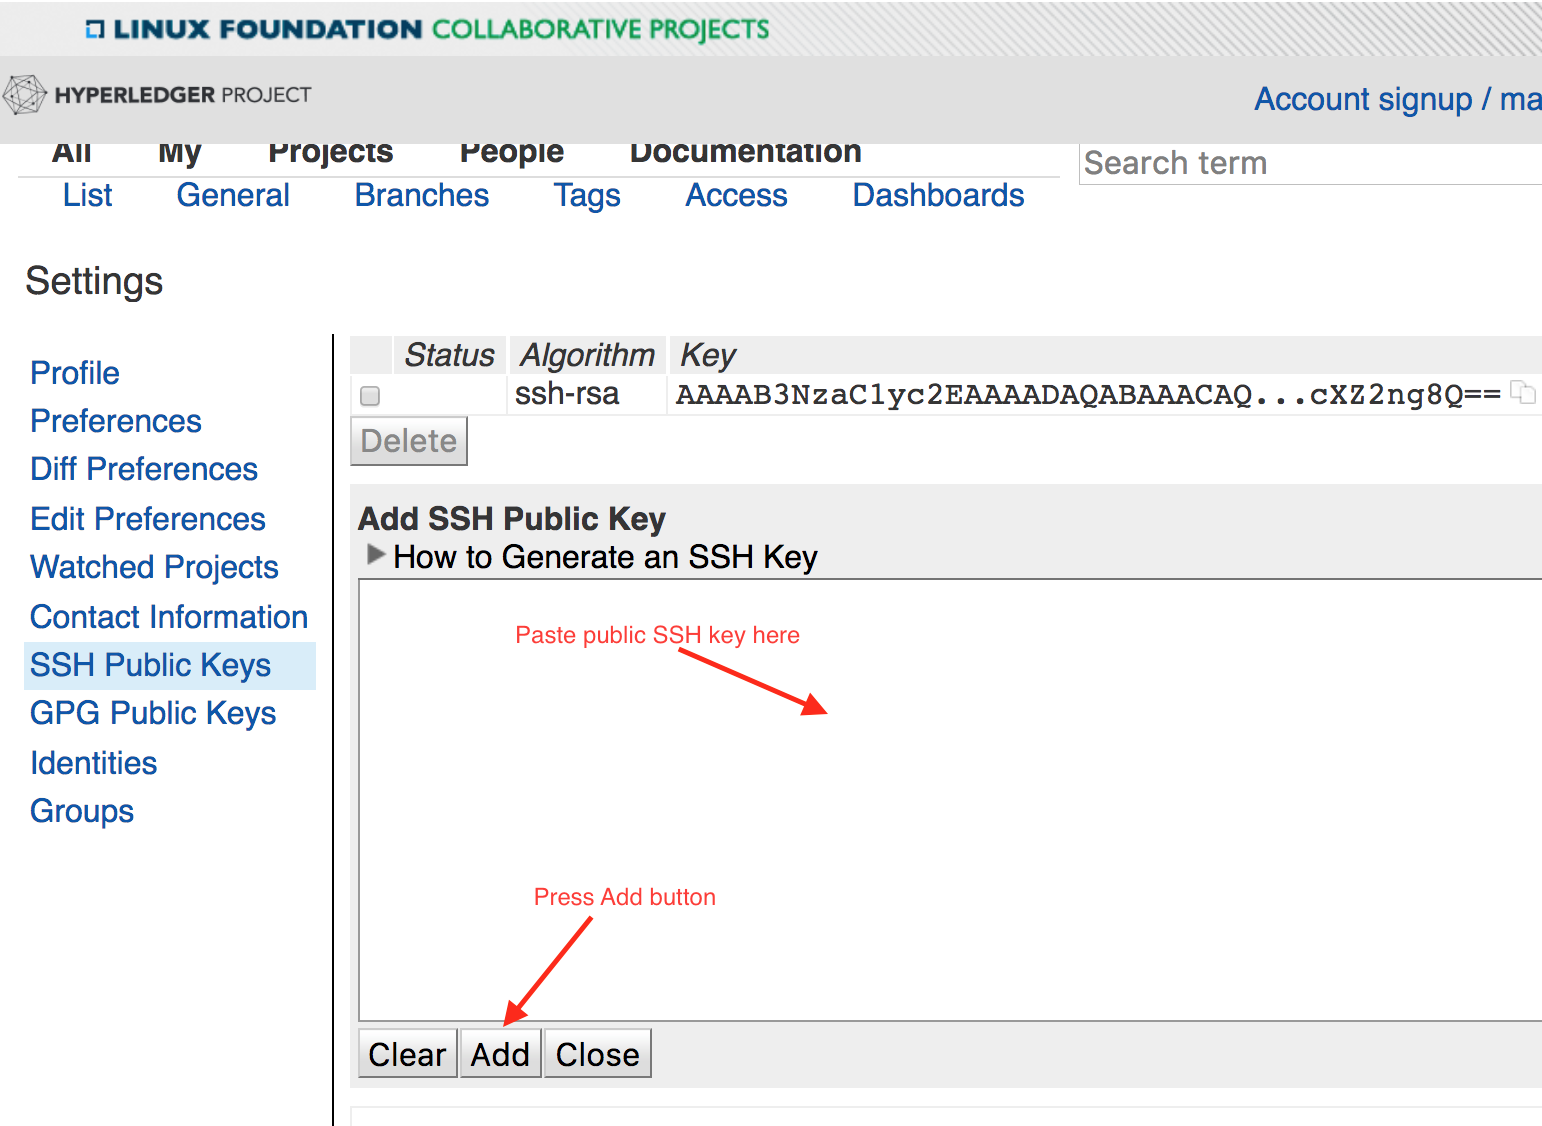 LINUX FOUNDATION COLLABORATIVE PROJECTS
HYPERLEDGER PROJECT
Account signup / ma
All My Projects People Documentation
Search term
List General Branches Tags Access Dashboards
Settings
Profile
Preferences
Diff Preferences
Edit Preferences
Watched Projects
Contact Information
SSH Public Keys
GPG Public Keys
Identities
Groups
Status Algorithm Key
ssh-rsa AAAAB3NzaC1yc2EAAAADAQABAAACAQ...cXZ2ng8Q==
Delete
Add SSH Public Key
How to Generate an SSH Key
Paste public SSH key here
Press Add button
Clear Add Close